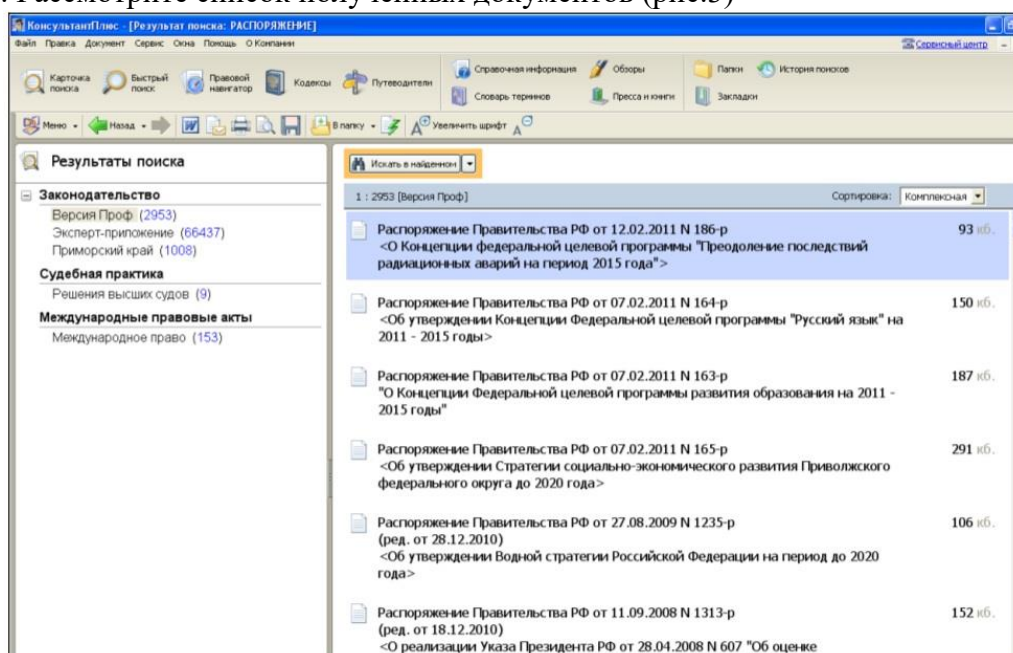 . Рассмотрите список полученных документов (рис.3)
КонсультантПлюс - [Результат поиска: РАСПОРЯЖЕНИЕ]
Файл Правка Документ Сервис Окна Помощь О Компании
Сервисный центр
Карточка поиска
Быстрый поиск
Правовой навигатор
Кодексы
Путеводители
Справочная информация
Словарь терминов
Обзоры
Пресса и книги
Папки
Закладки
История поисков
Меню
Назад
В папку
Увеличить шрифт
Результаты поиска
Законодательство
Версия Проф (2953)
Эксперт-приложение (66437)
Приморский край (1008)
Судебная практика
Решения высших судов (9)
Международные правовые акты
Международное право (153)
Искать в найденном
1 : 2953 [Версия Проф]
Сортировка: Комплексная
Распоряжение Правительства РФ от 12.02.2011 N 186-р 93 кб.
<О Концепции федеральной целевой программы "Преодоление последствий
радиационных аварий на период 2015 года">
Распоряжение Правительства РФ от 07.02.2011 N 164-р 150 кб.
<Об утверждении Концепции Федеральной целевой программы "Русский язык" на
2011 - 2015 годы>
Распоряжение Правительства РФ от 07.02.2011 N 163-р 187 кб.
"О Концепции Федеральной целевой программы развития образования на 2011 -
2015 годы"
Распоряжение Правительства РФ от 07.02.2011 N 165-р 291 кб.
<Об утверждении Стратегии социально-экономического развития Приволжского
федерального округа до 2020 года>
Распоряжение Правительства РФ от 27.08.2009 N 1235-р 106 кб.
(ред. от 28.12.2010)
<Об утверждении Водной стратегии Российской Федерации на период до 2020
года>
Распоряжение Правительства РФ от 11.09.2008 N 1313-р 152 кб.
(ред. от 18.12.2010)
<О реализации Указа Президента РФ от 28.04.2008 N 607 "Об оценке